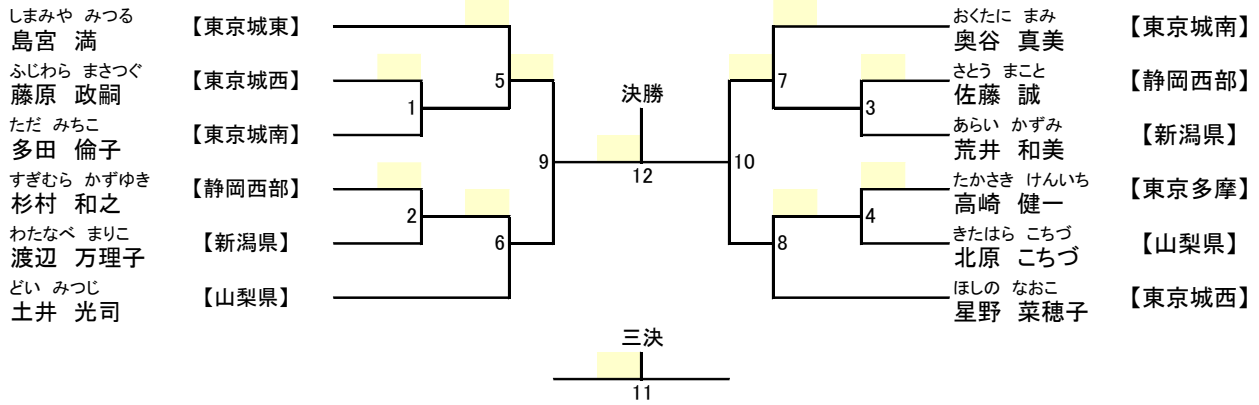 しまみや みつる
島宮 満
【東京城東】
ふじわら まさつぐ
藤原 政嗣
【東京城西】
ただ みちこ
多田 倫子
【東京城南】
すぎむら かずゆき
杉村 和之
【静岡西部】
わたなべ まりこ
渡辺 万理子
【新潟県】
どい みつじ
土井 光司
【山梨県】
1
2
5
6
9
決勝
12
三決
11
10
7
8
3
4
おくたに まみ
奥谷 真美
【東京城南】
さとう まこと
佐藤 誠
【静岡西部】
あらい かずみ
荒井 和美
【新潟県】
たかさき けんいち
高崎 健一
【東京多摩】
きたはら こちづ
北原 こちづ
【山梨県】
ほしの なおこ
星野 菜穂子
【東京城西】